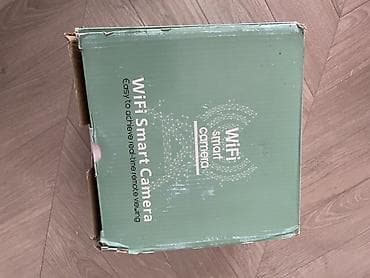 WiFi
smart
camera
WiFi Smart Camera
Easy to achieve real-time remote viewing